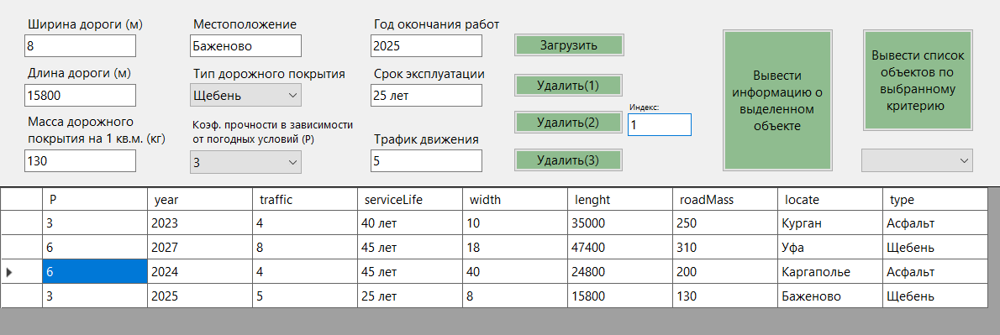 Ширина дороги (м)
8
Длина дороги (м)
15800
Масса дорожного
покрытия на 1 кв.м. (кг)
130
Местоположение
Баженово
Тип дорожного покрытия
Щебень
Коэф. прочности в зависимости
от погодных условий (P)
3
Год окончания работ
2025
Срок эксплуатации
25 лет
Трафик движения
5
Загрузить
Удалить(1)
Удалить(2)
Удалить(3)
Индекс:
1
Вывести
информацию о
выделенном
объекте
Вывести список
объектов по
выбранному
критерию
P year traffic serviceLife width lenght roadMass locate type
3 2023 4 40 лет 10 35000 250 Курган Асфальт
6 2027 8 45 лет 18 47400 310 Уфа Щебень
6 2024 4 45 лет 40 24800 200 Каргаполье Асфальт
3 2025 5 25 лет 8 15800 130 Баженово Щебень